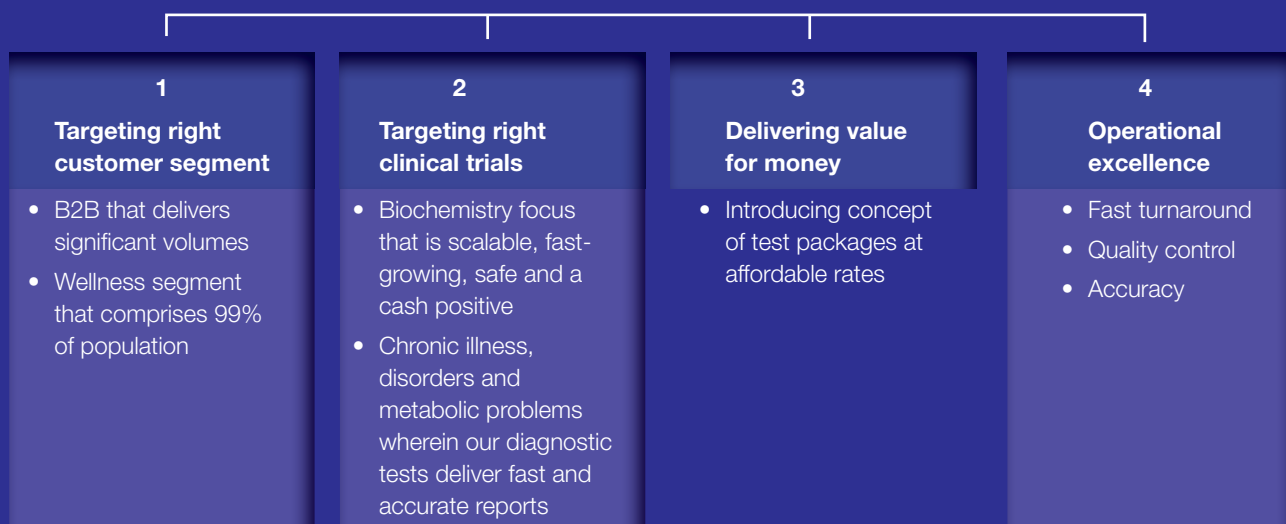 1
Targeting right
customer segment
• B2B that delivers
significant volumes
• Wellness segment
that comprises 99%
of population
2
Targeting right
clinical trials
• Biochemistry focus
that is scalable, fast-
growing, safe and a
cash positive
• Chronic illness,
disorders and
metabolic problems
wherein our diagnostic
tests deliver fast and
accurate reports
3
Delivering value
for money
• Introducing concept
of test packages at
affordable rates
4
Operational
excellence
• Fast turnaround
• Quality control
• Accuracy